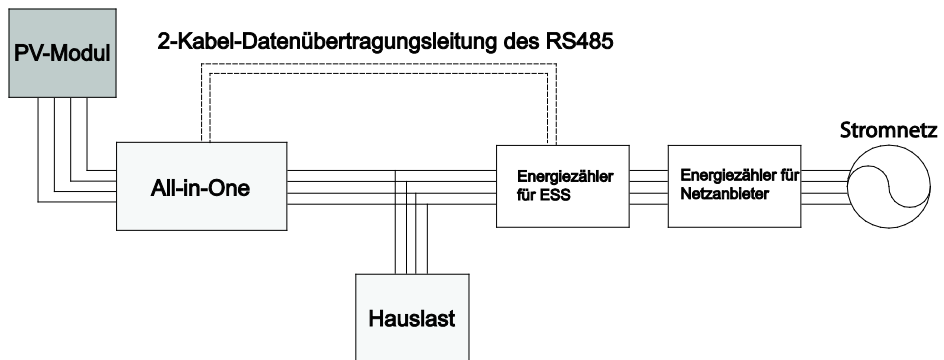 PV-Modul
2-Kabel-Datenübertragungsleitung des RS485
Stromnetz
All-in-One
Energiezähler
für ESS
Energiezähler für
Netzanbieter
Hauslast